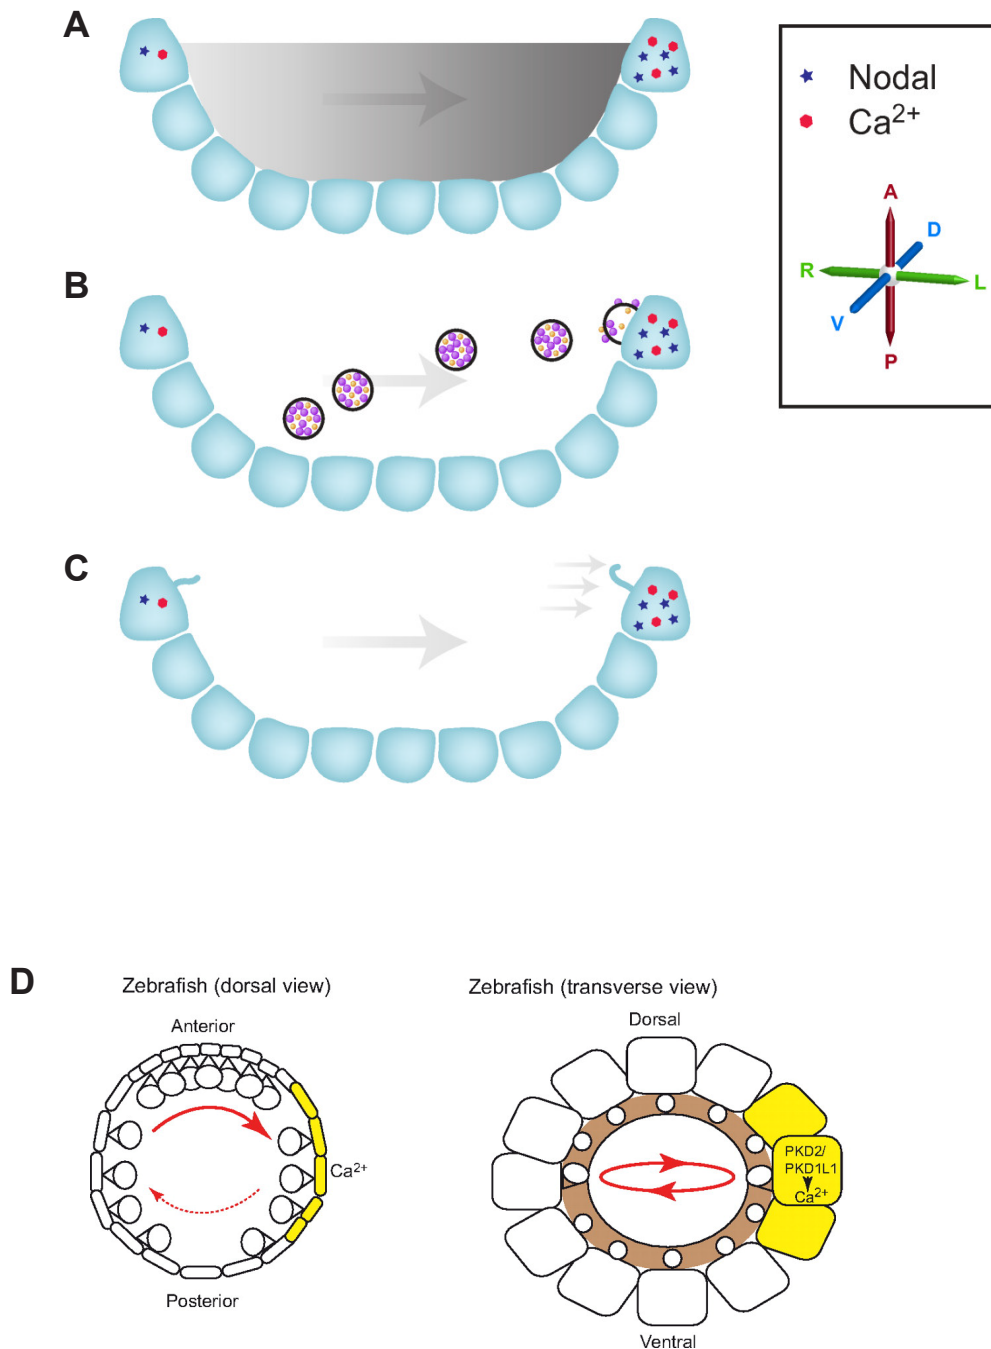 A
Nodal
Ca²⁺
A
D
R
L
V
P
B
C
D
Zebrafish (dorsal view)
Anterior
Ca²⁺
Posterior
Zebrafish (transverse view)
Dorsal
PKD2/
PKD1L1
Ca²⁺
Ventral